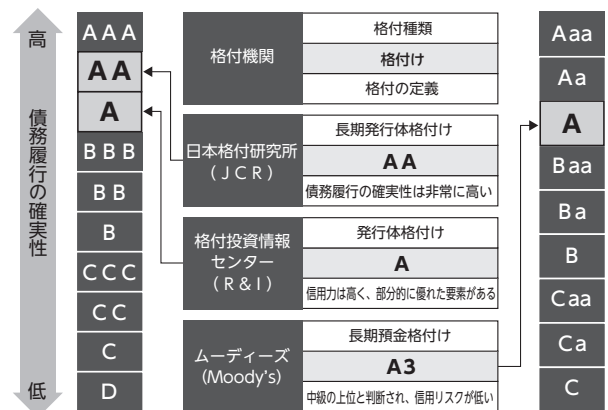 高
債務履行の確実性
低
AAA
AA
A
BBB
BB
B
CCC
CC
C
D
格付機関
格付種類
格付け
格付の定義
日本格付研究所
(JCR)
長期発行体格付け
AA
債務履行の確実性は非常に高い
格付投資情報
センター
(R&I)
発行体格付け
A
信用力は高く、部分的に優れた要素がある
ムーディーズ
(Moody's)
長期預金格付け
A3
中級の上位と判断され、信用リスクが低い
Aaa
Aa
A
Baa
Ba
B
Caa
Ca
C